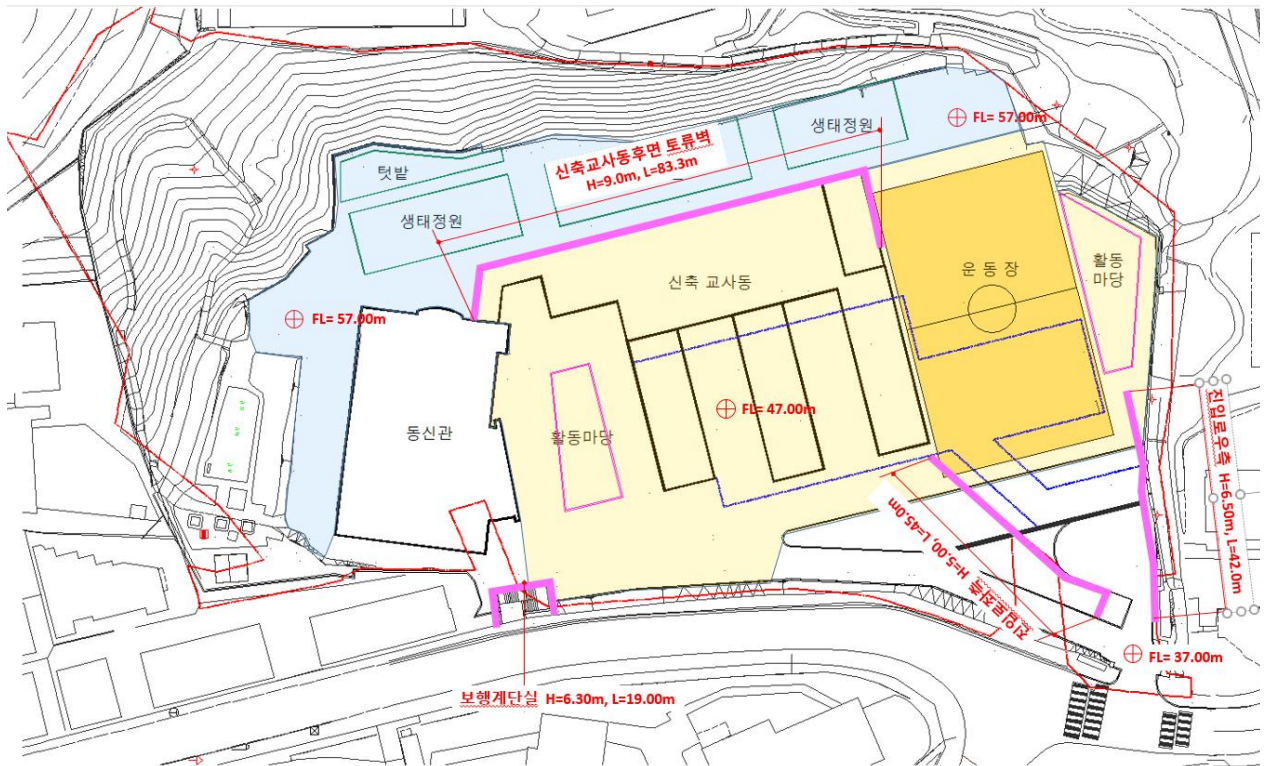 FL= 57.00m
생태정원
신축교사동후면 토류벽
H=9.0m, L=83.3m
텃밭
생태정원
활동
마당
운 동 장
신축 교사동
FL= 57.00m
FL= 47.00m
동신관
활동마당
진입로우측 H=6.50m, L=42.0m
진입로좌측 H=5.00, L=45.0m
FL= 37.00m
보행계단실 H=6.30m, L=19.00m